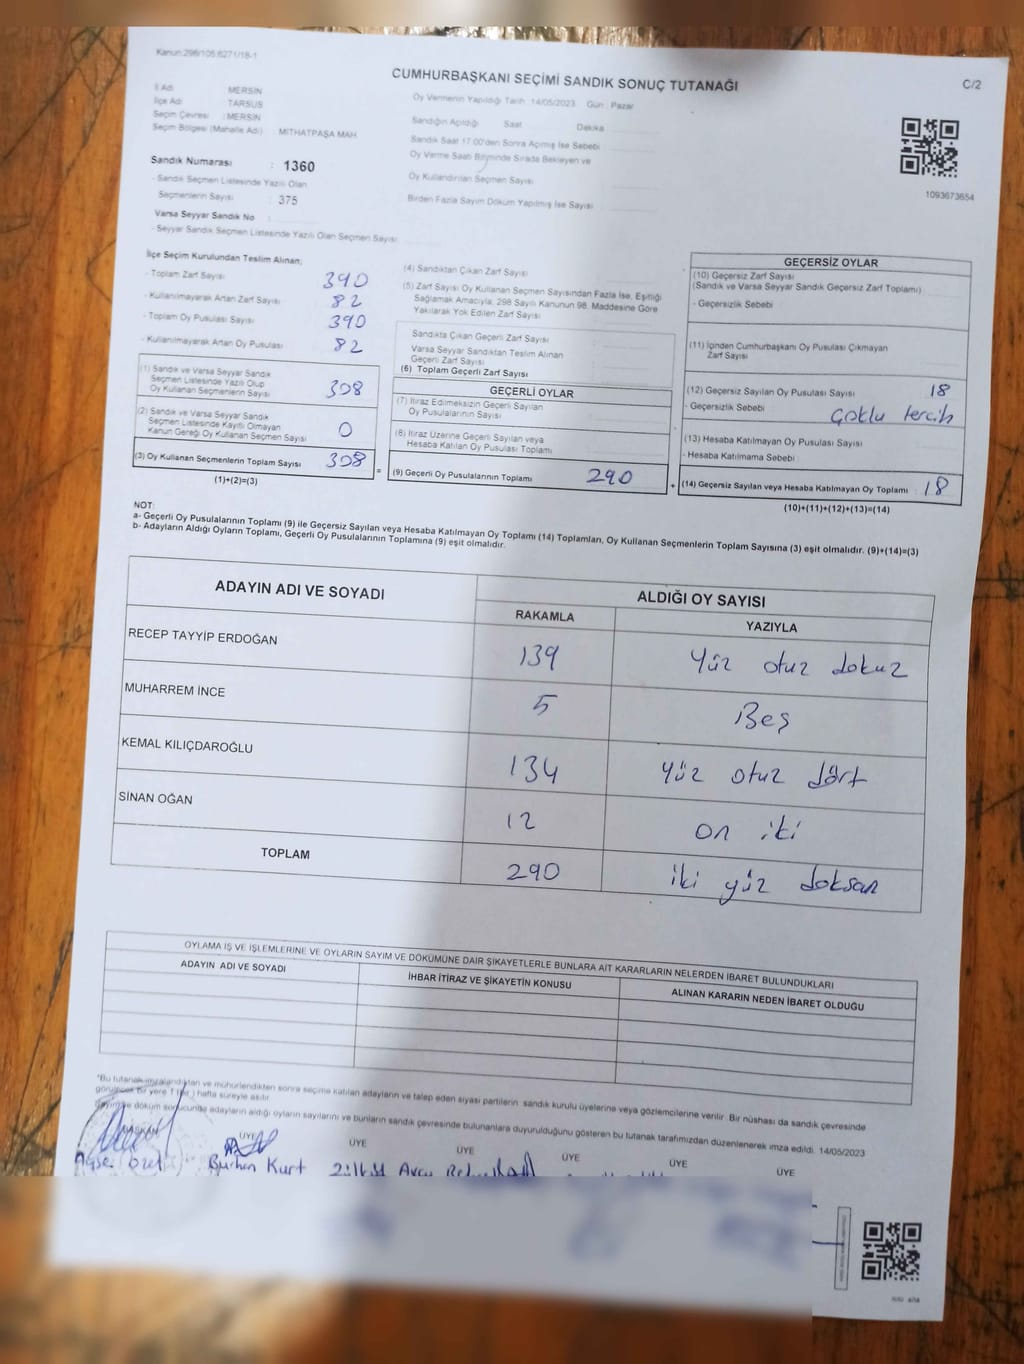 Kanun:298/105.6271/18-1
CUMHURBAŞKANI SEÇİMİ SANDIK SONUÇ TUTANAĞI
C/2
İl Adı : MERSİN
İlçe Adı : TARSUS
Seçim Çevresi : MERSİN
Seçim Bölgesi (Mahalle Adı) : MİTHATPAŞA MAH.
Oy Vermenin Yapıldığı Tarih: 14/05/2023 Gün: Pazar
Sandığın Açıldığı Saat Dakika
Sandık Saat 17:00'den Sonra Açılmış İse Sebebi
Oy Verme Saati Bitiminde Sırada Bekleyen ve
Oy Kullandırılan Seçmen Sayısı
Birden Fazla Sayım Döküm Yapılmış İse Sayısı
1093673654
Sandık Numarası : 1360
- Sandık Seçmen Listesinde Yazılı Olan
Seçmenlerin Sayısı : 375
Varsa Seyyar Sandık No :
- Seyyar Sandık Seçmen Listesinde Yazılı Olan Seçmen Sayısı
İlçe Seçim Kurulundan Teslim Alınan;
- Toplam Zarf Sayısı 390
- Kullanılmayarak Artan Zarf Sayısı 82
- Toplam Oy Pusulası Sayısı 390
- Kullanılmayarak Artan Oy Pusulası 82
(1) Sandık ve Varsa Seyyar Sandık
Seçmen Listesinde Yazılı Olup
Oy Kullanan Seçmenlerin Sayısı 308
(2) Sandık ve Varsa Seyyar Sandık
Seçmen Listesinde Kayıtlı Olmayan
Kanun Gereği Oy Kullanan Seçmen Sayısı 0
(3) Oy Kullanan Seçmenlerin Toplam Sayısı 308
(1)+(2)=(3)
=
(4) Sandıktan Çıkan Zarf Sayısı
(5) Zarf Sayısı Oy Kullanan Seçmen Sayısından Fazla İse, Eşitliği
Sağlamak Amacıyla, 298 Sayılı Kanunun 98. Maddesine Göre
Yakılarak Yok Edilen Zarf Sayısı
Sandıkta Çıkan Geçerli Zarf Sayısı
Varsa Seyyar Sandıktan Teslim Alınan
Geçerli Zarf Sayısı
(6) Toplam Geçerli Zarf Sayısı
GEÇERLİ OYLAR
(7) İtiraz Edilmeksizin Geçerli Sayılan
Oy Pusulalarının Sayısı
(8) İtiraz Üzerine Geçerli Sayılan veya
Hesaba Katılan Oy Pusulası Toplamı
(9) Geçerli Oy Pusulalarının Toplamı 290
+
GEÇERSİZ OYLAR
(10) Geçersiz Zarf Sayısı
(Sandık ve Varsa Seyyar Sandık Geçersiz Zarf Toplamı)
- Geçersizlik Sebebi
(11) İçinden Cumhurbaşkanı Oy Pusulası Çıkmayan
Zarf Sayısı
(12) Geçersiz Sayılan Oy Pusulası Sayısı 18
- Geçersizlik Sebebi Çoklu tercih
(13) Hesaba Katılmayan Oy Pusulası Sayısı
- Hesaba Katılmama Sebebi
(14) Geçersiz Sayılan veya Hesaba Katılmayan Oy Toplamı : 18
(10)+(11)+(12)+(13)=(14)
NOT:
a- Geçerli Oy Pusulalarının Toplamı (9) ile Geçersiz Sayılan veya Hesaba Katılmayan Oy Toplamı (14) Toplamları, Oy Kullanan Seçmenlerin Toplam Sayısına (3) eşit olmalıdır. (9)+(14)=(3)
b- Adayların Aldığı Oyların Toplamı, Geçerli Oy Pusulalarının Toplamına (9) eşit olmalıdır.
ADAYIN ADI VE SOYADI ALDIĞI OY SAYISI
RAKAMLA YAZIYLA
RECEP TAYYİP ERDOĞAN 139 Yüz otuz dokuz
MUHARREM İNCE 5 Beş
KEMAL KILIÇDAROĞLU 134 yüz otuz dört
SİNAN OĞAN 12 on iki
TOPLAM 290 iki yüz doksan
OYLAMA İŞ VE İŞLEMLERİNE VE OYLARIN SAYIM VE DÖKÜMÜNE DAİR ŞİKAYETLERLE BUNLARA AİT KARARLARIN NELERDEN İBARET BULUNDUKLARI
ADAYIN ADI VE SOYADI İHBAR İTİRAZ VE ŞİKAYETİN KONUSU ALINAN KARARIN NEDEN İBARET OLDUĞU
*Bu tutanak imzalandıktan ve mühürlendikten sonra seçime katılan adayların ve talep eden siyasi partilerin sandık kurulu üyelerine veya gözlemcilerine verilir. Bir nüshası da sandık çevresinde
görülecek bir yere 1 (bir) hafta süreyle asılır.
Sayım ve döküm sonucunda adayların aldığı oyların sayılarını ve bunların sandık çevresinde bulunanlara duyurulduğunu gösteren bu tutanak tarafımızdan düzenlenerek imza edildi. 14/05/2023
BAŞKAN ÜYE ÜYE ÜYE ÜYE ÜYE ÜYE
Ayşe Özel Burhan Kurt